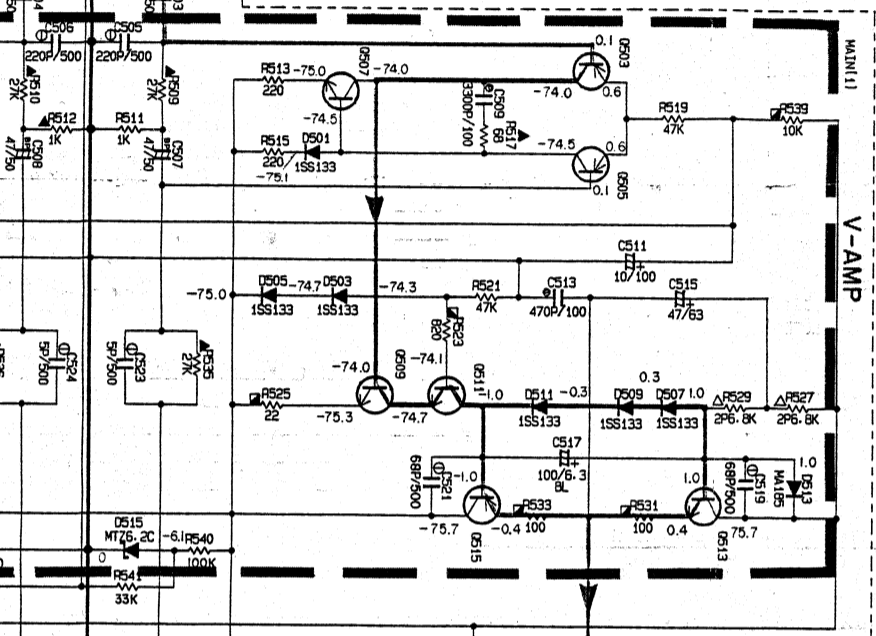 C506
C505
220P/500
220P/500
R510
27K
R509
27K
R512
1K
R511
1K
C508
47/50
BP
C507
47/50
BP
R513
220
-75.0
Q507
-74.0
-74.5
R515
220
D501
1SS133
-75.1
C509
3300P/100
R517
68
0.1
Q503
-74.0
0.6
-74.5
0.6
0.1
Q505
R519
47K
R539
10K
MAIN(1)
V-AMP
C511
10/100
-75.0
D505
1SS133
-74.7
D503
1SS133
-74.3
R521
47K
C513
470P/100
C515
47/63
R523
820
-74.1
C524
5P/500
C523
5P/500
R535
27K
-74.0
Q509
Q511
R525
22
-75.3
-74.7
-1.0
D511
1SS133
-0.3
0.3
D509
1SS133
D507
1SS133
1.0
R529
2P6.8K
R527
2P6.8K
C521
68P/500
-1.0
C517
100/6.3
BL
1.0
C519
68P/500
D513
MA185
1.0
-75.7
Q515
-0.4
R533
100
R531
100
0.4
Q513
75.7
D515
MTZ6.2C
-6.1
R540
100K
0
R541
33K